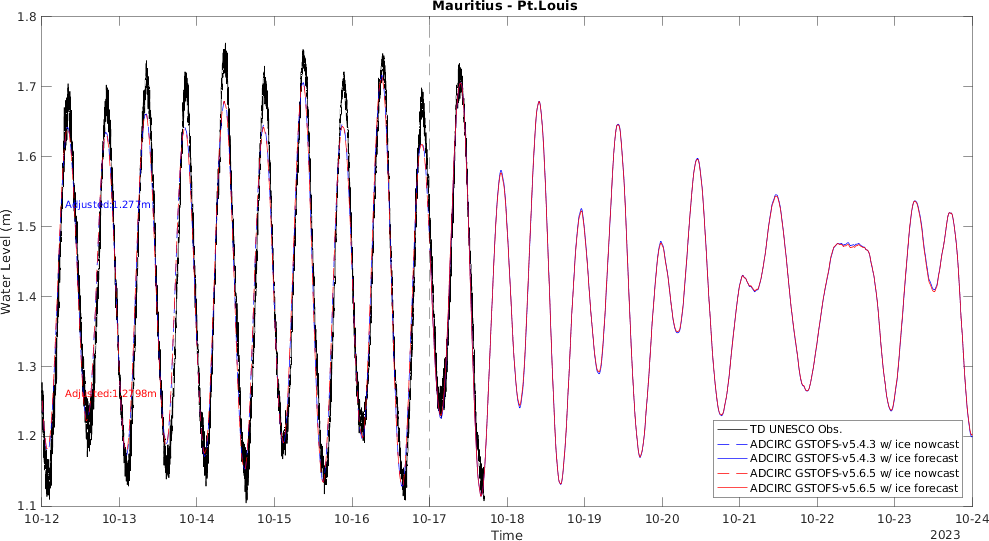 Mauritius - Pt.Louis
Water Level (m)
1.8
1.7
1.6
1.5
1.4
1.3
1.2
1.1
Adjusted:1.277m
Adjusted:1.2798m
TD UNESCO Obs.
ADCIRC GSTOFS-v5.4.3 w/ ice nowcast
ADCIRC GSTOFS-v5.4.3 w/ ice forecast
ADCIRC GSTOFS-v5.6.5 w/ ice nowcast
ADCIRC GSTOFS-v5.6.5 w/ ice forecast
10-12 10-13 10-14 10-15 10-16 10-17 10-18 10-19 10-20 10-21 10-22 10-23 10-24
Time
2023